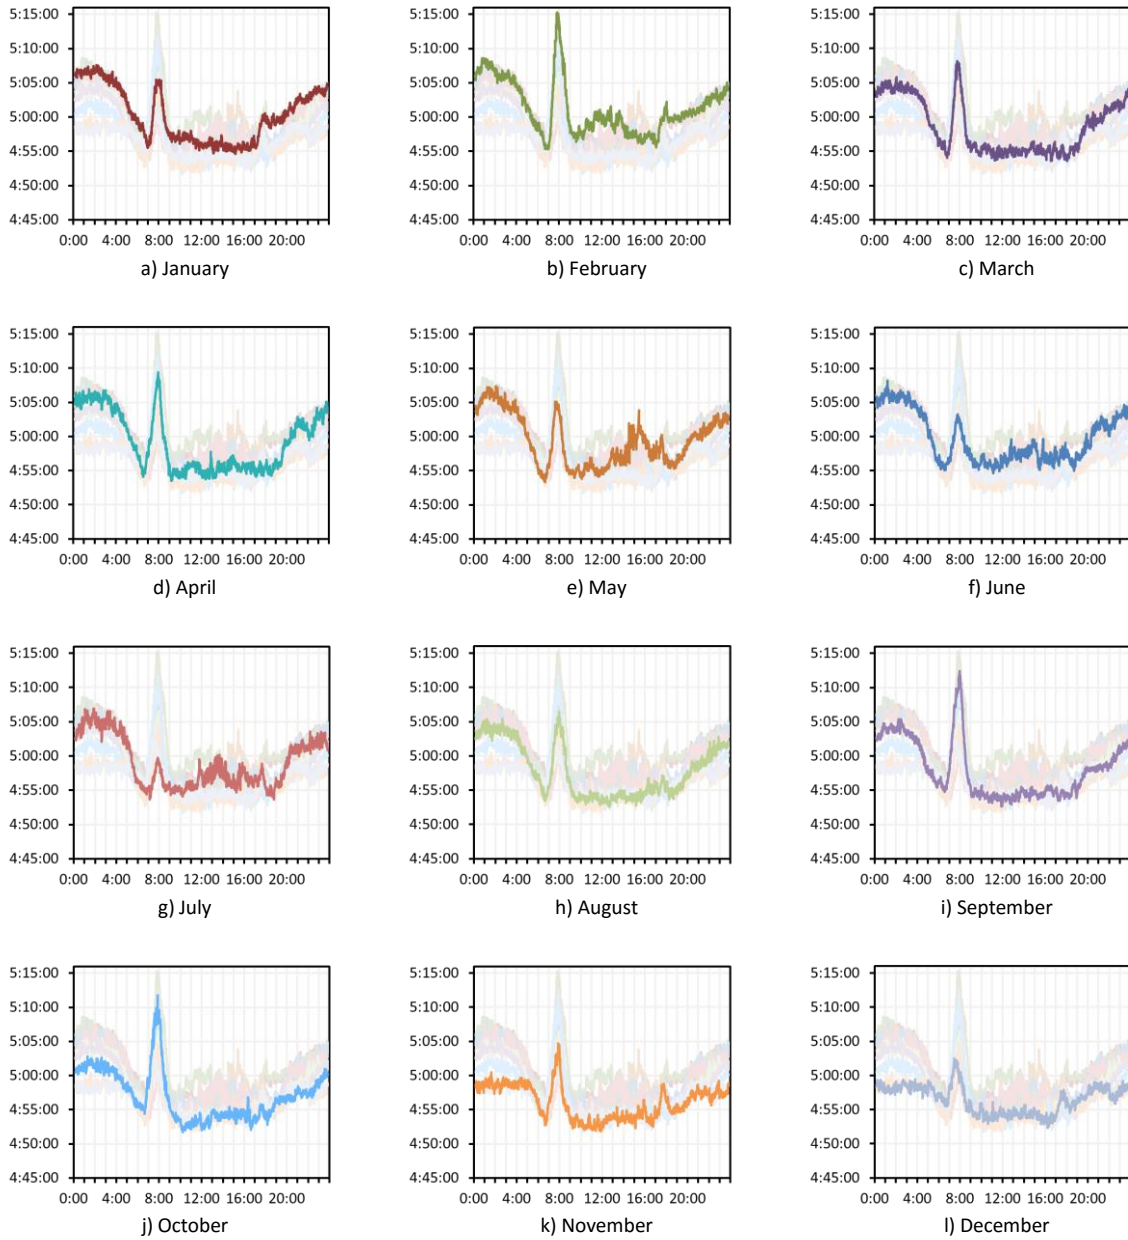 5:15:00 5:15:00 5:15:00
5:10:00 5:10:00 5:10:00
5:05:00 5:05:00 5:05:00
5:00:00 5:00:00 5:00:00
4:55:00 4:55:00 4:55:00
4:50:00 4:50:00 4:50:00
4:45:00 4:45:00 4:45:00
0:00 4:00 8:00 12:00 16:00 20:00 0:00 4:00 8:00 12:00 16:00 20:00 0:00 4:00 8:00 12:00 16:00 20:00
a) January b) February c) March
5:15:00 5:15:00 5:15:00
5:10:00 5:10:00 5:10:00
5:05:00 5:05:00 5:05:00
5:00:00 5:00:00 5:00:00
4:55:00 4:55:00 4:55:00
4:50:00 4:50:00 4:50:00
4:45:00 4:45:00 4:45:00
0:00 4:00 8:00 12:00 16:00 20:00 0:00 4:00 8:00 12:00 16:00 20:00 0:00 4:00 8:00 12:00 16:00 20:00
d) April e) May f) June
5:15:00 5:15:00 5:15:00
5:10:00 5:10:00 5:10:00
5:05:00 5:05:00 5:05:00
5:00:00 5:00:00 5:00:00
4:55:00 4:55:00 4:55:00
4:50:00 4:50:00 4:50:00
4:45:00 4:45:00 4:45:00
0:00 4:00 8:00 12:00 16:00 20:00 0:00 4:00 8:00 12:00 16:00 20:00 0:00 4:00 8:00 12:00 16:00 20:00
g) July h) August i) September
5:15:00 5:15:00 5:15:00
5:10:00 5:10:00 5:10:00
5:05:00 5:05:00 5:05:00
5:00:00 5:00:00 5:00:00
4:55:00 4:55:00 4:55:00
4:50:00 4:50:00 4:50:00
4:45:00 4:45:00 4:45:00
0:00 4:00 8:00 12:00 16:00 20:00 0:00 4:00 8:00 12:00 16:00 20:00 0:00 4:00 8:00 12:00 16:00 20:00
j) October k) November l) December